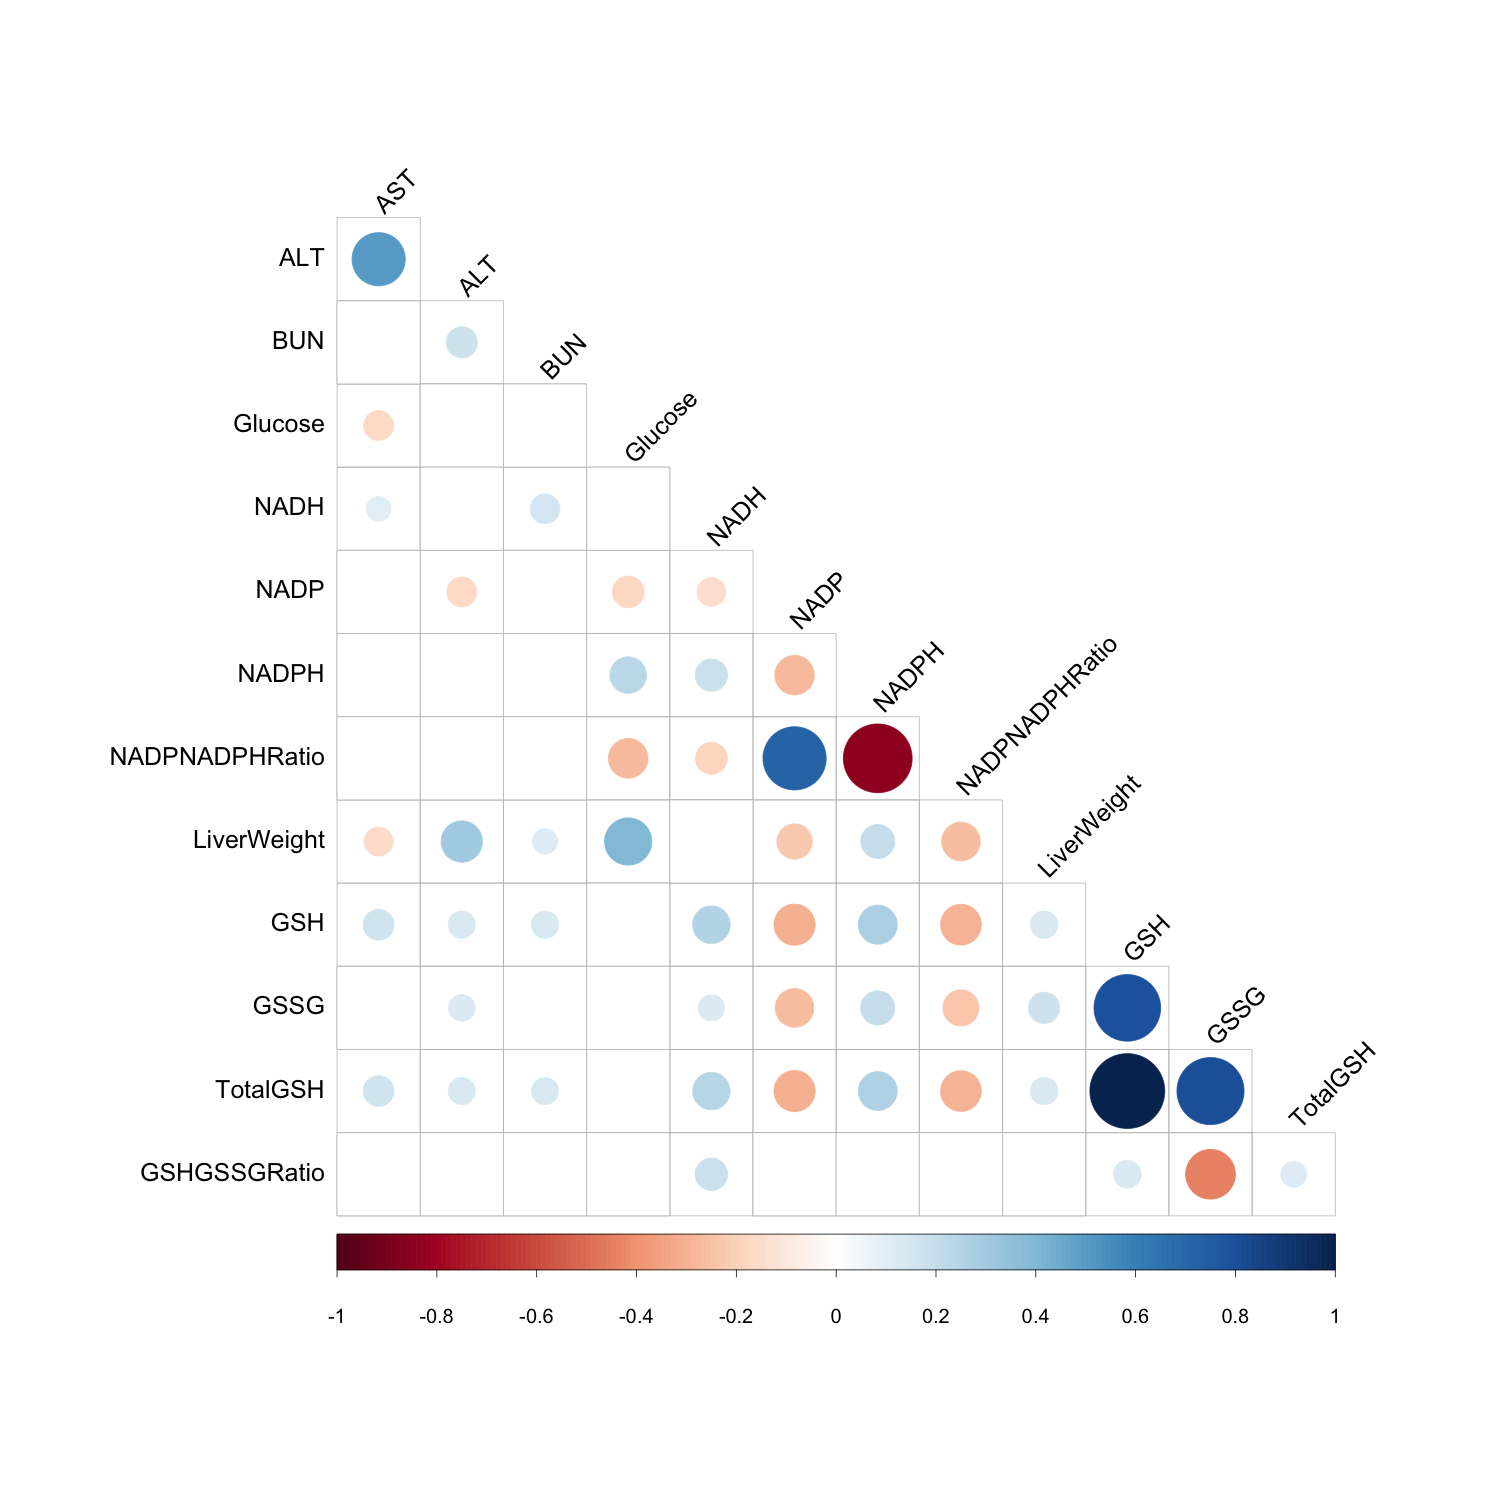 AST
ALT
ALT
BUN
BUN
Glucose
Glucose
NADH
NADH
NADP
NADP
NADPH
NADPH
NADPNADPHRatio
NADPNADPHRatio
LiverWeight
LiverWeight
GSH
GSH
GSSG
GSSG
TotalGSH
TotalGSH
GSHGSSGRatio
-1 -0.8 -0.6 -0.4 -0.2 0 0.2 0.4 0.6 0.8 1